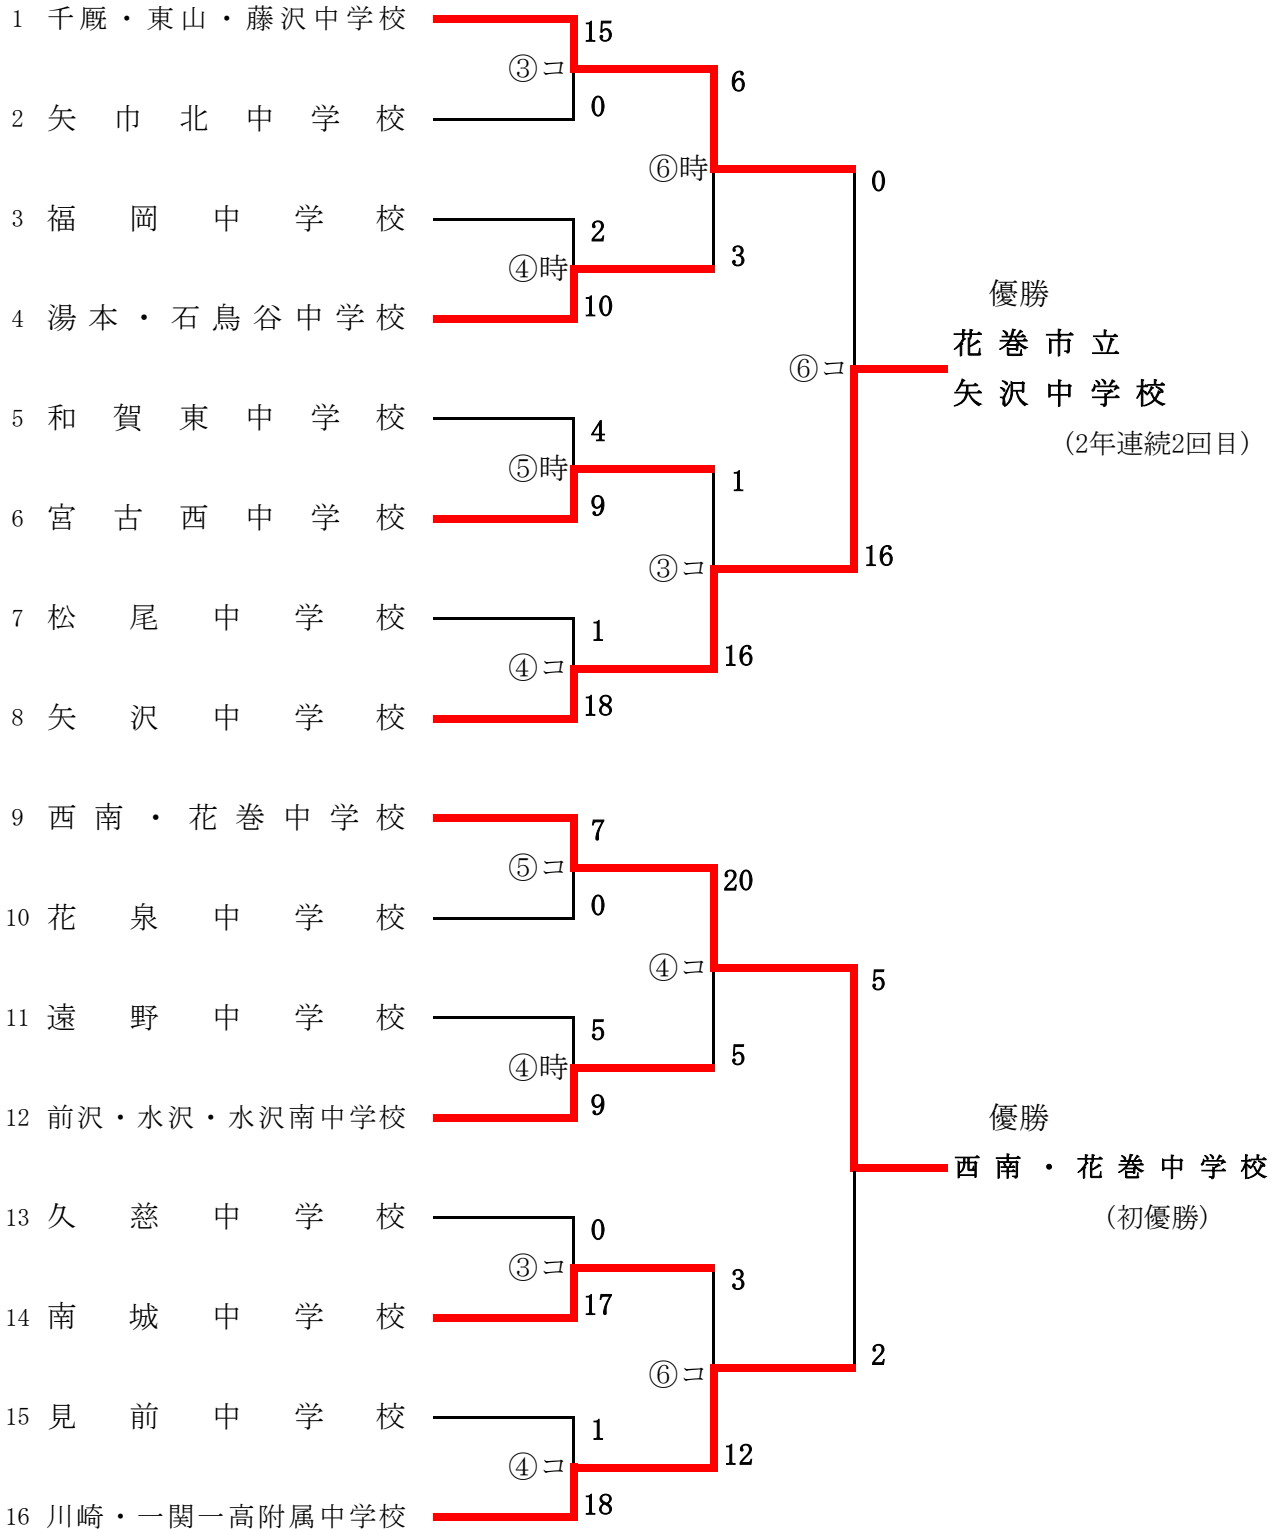 1 千厩・東山・藤沢中学校
15
③コ
6
2 矢巾北中学校
0
⑥時
0
3 福岡中学校
2
④時
3
4 湯本・石鳥谷中学校
10
優勝
花巻市立
矢沢中学校
(2年連続2回目)
⑥コ
5 和賀東中学校
4
⑤時
1
6 宮古西中学校
9
③コ
16
7 松尾中学校
1
④コ
16
8 矢沢中学校
18
9 西南・花巻中学校
7
⑤コ
20
10 花泉中学校
0
④コ
5
11 遠野中学校
5
④時
5
12 前沢・水沢・水沢南中学校
9
優勝
西南・花巻中学校
(初優勝)
13 久慈中学校
0
③コ
3
14 南城中学校
17
⑥コ
2
15 見前中学校
1
④コ
12
16 川崎・一関一高附属中学校
18